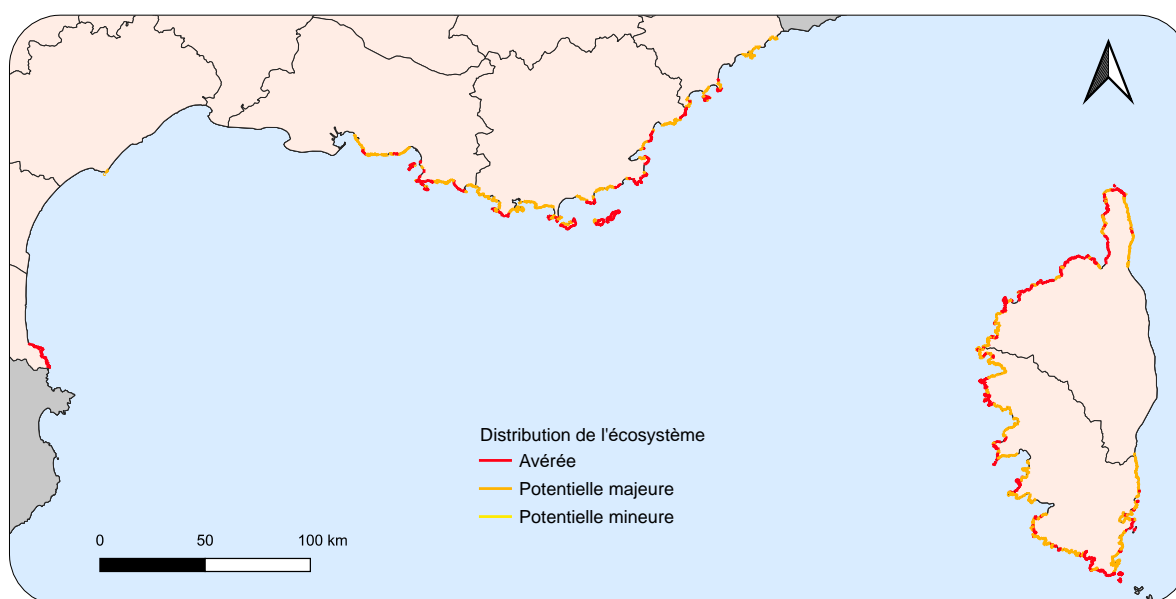 Distribution de l'écosystème
Avérée
Potentielle majeure
Potentielle mineure
0 50 100 km